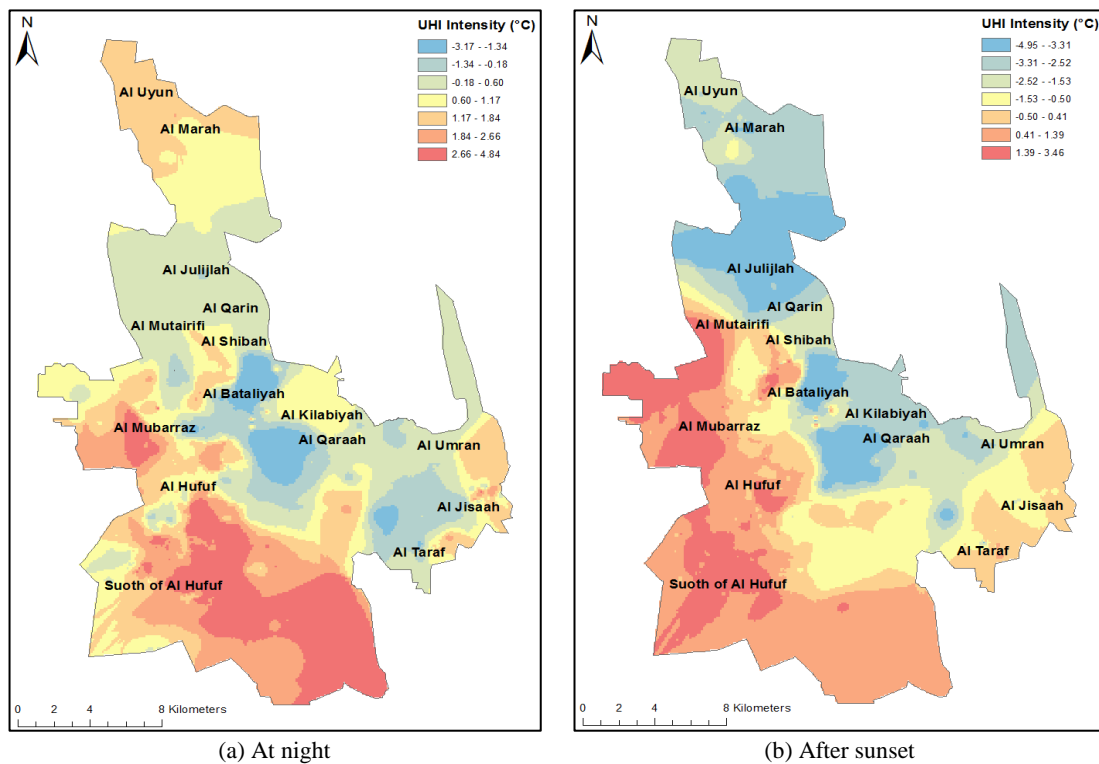 N
UHI Intensity (°C)
-3.17 - -1.34
-1.34 - -0.18
-0.18 - 0.60
0.60 - 1.17
1.17 - 1.84
1.84 - 2.66
2.66 - 4.84
Al Uyun
Al Marah
Al Julijlah
Al Qarin
Al Mutairifi
Al Shibah
Al Bataliyah
Al Kilabiyah
Al Mubarraz
Al Qaraah
Al Umran
Al Hufuf
Al Jisaah
Al Taraf
Suoth of Al Hufuf
0 2 4 8 Kilometers
(a) At night
N
UHI Intensity (°C)
-4.95 - -3.31
-3.31 - -2.52
-2.52 - -1.53
-1.53 - -0.50
-0.50 - 0.41
0.41 - 1.39
1.39 - 3.46
Al Uyun
Al Marah
Al Julijlah
Al Qarin
Al Mutairifi
Al Shibah
Al Bataliyah
Al Kilabiyah
Al Mubarraz
Al Qaraah
Al Umran
Al Hufuf
Al Jisaah
Al Taraf
Suoth of Al Hufuf
0 2 4 8 Kilometers
(b) After sunset